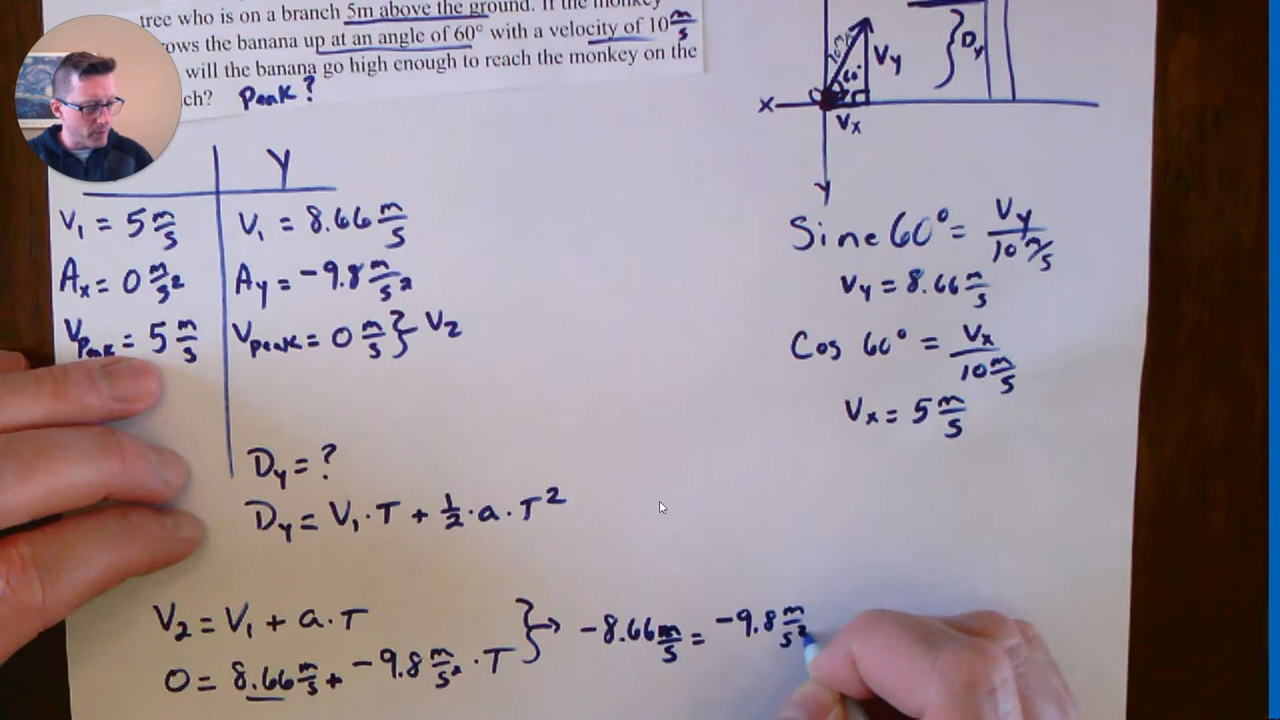 tree who is on a branch 5m above the ground. If the monkey
rows the banana up at an angle of 60° with a velocity of 10 m/s
will the banana go high enough to reach the monkey on the
ch? Peak?
10 m/s
60°
Vy
Dy
X
Vx
Y
Y
V₁ = 5 m/s
V₁ = 8.66 m/s
Aₓ = 0 m/s²
Ay = -9.8 m/s²
Vpeak = 5 m/s
Vpeak = 0 m/s } V₂
Sine 60° = Vy/10 m/s
Vy = 8.66 m/s
Cos 60° = Vx/10 m/s
Vx = 5 m/s
Dy = ?
Dy = V₁ · T + ½ · a · T²
V₂ = V₁ + a · T
0 = 8.66 m/s + -9.8 m/s² · T } → -8.66 m/s = -9.8 m/s²